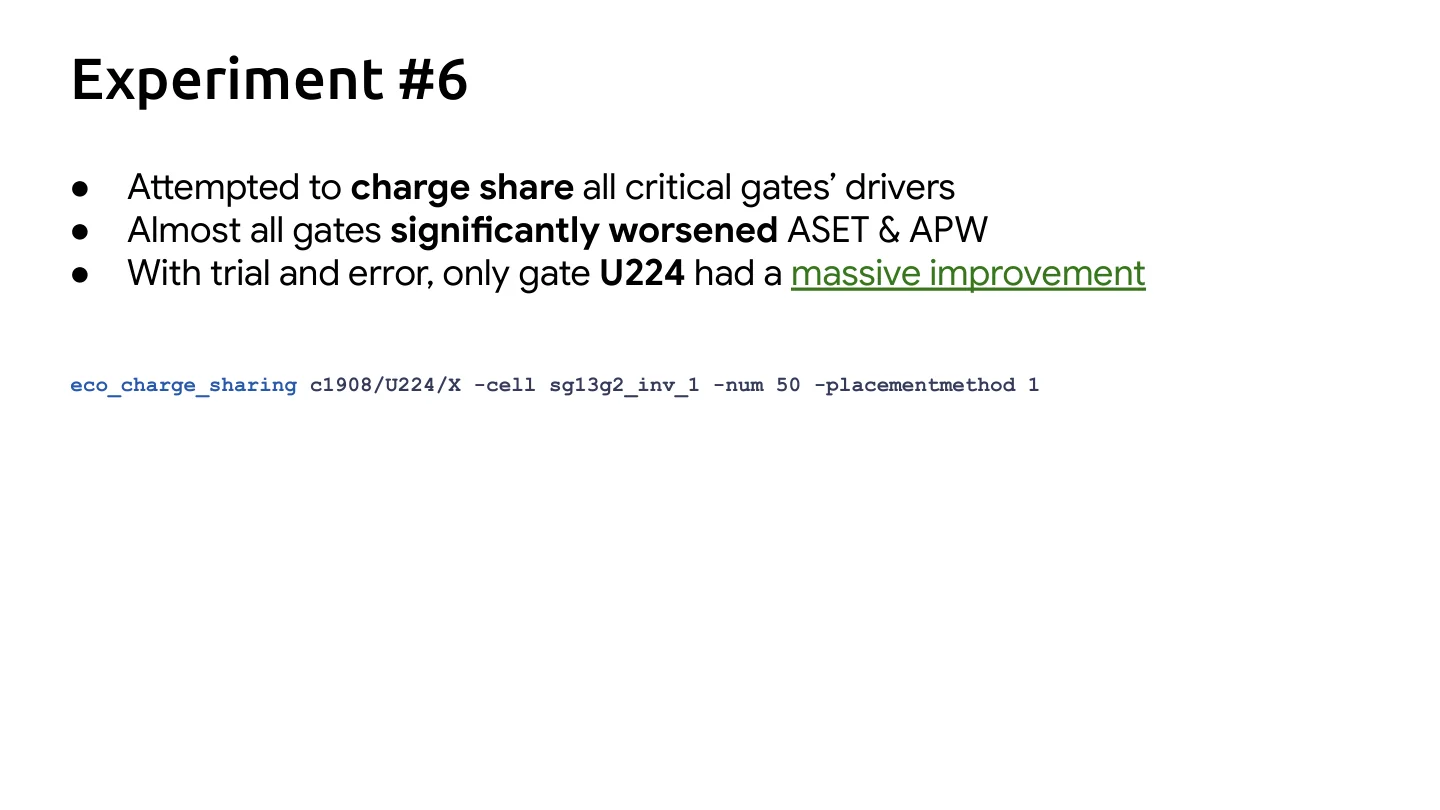 Experiment #6
● Attempted to charge share all critical gates’ drivers
● Almost all gates significantly worsened ASET & APW
● With trial and error, only gate U224 had a massive improvement
eco_charge_sharing c1908/U224/X -cell sg13g2_inv_1 -num 50 -placementmethod 1